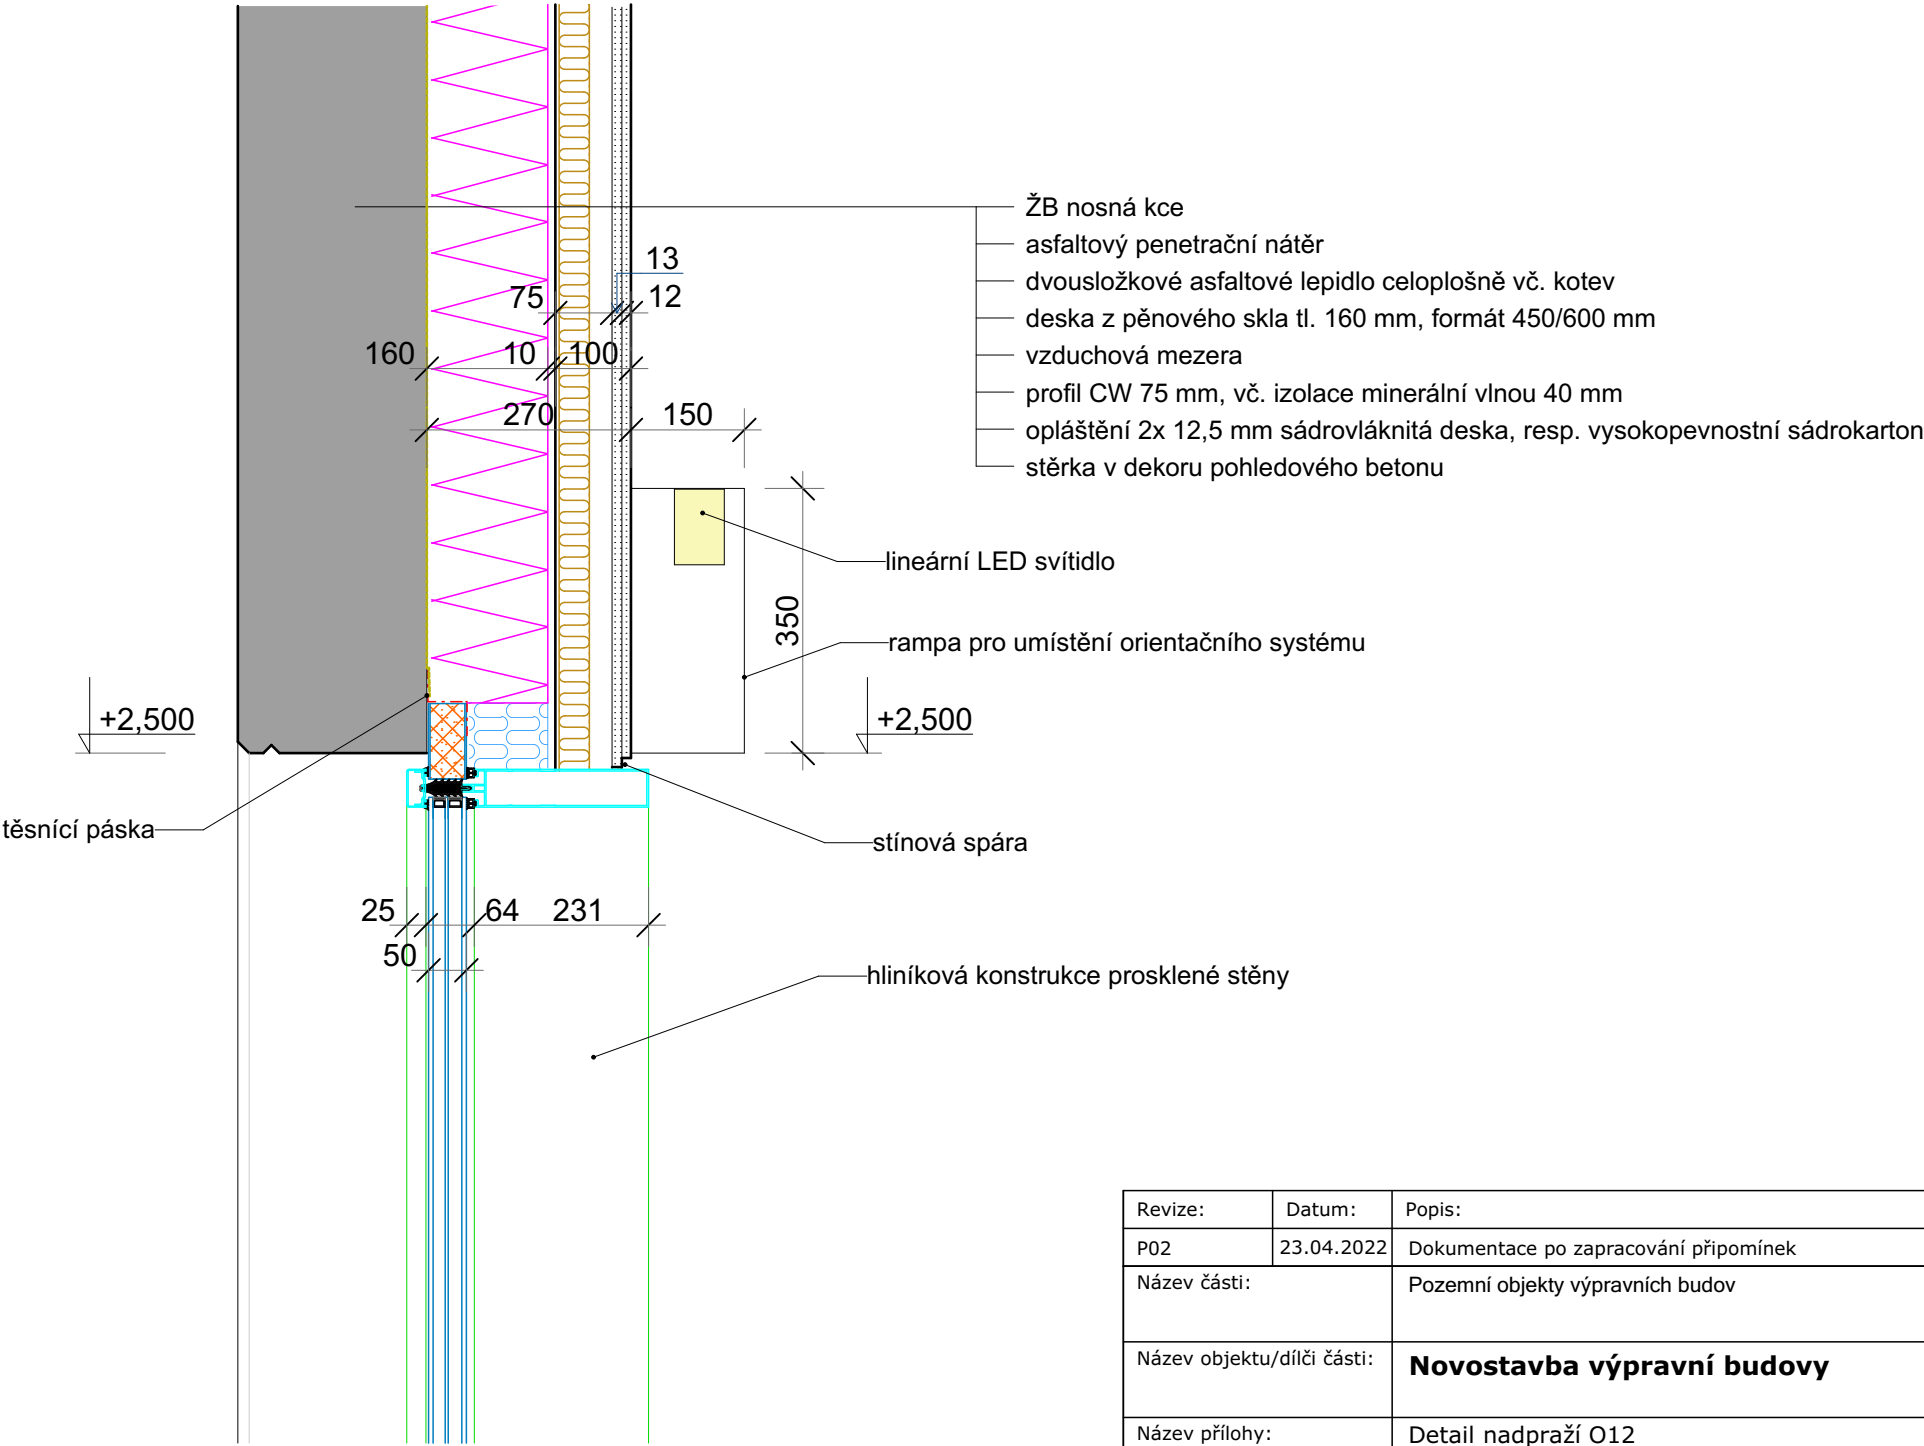 ŽB nosná kce
asfaltový penetrační nátěr
dvousložkové asfaltové lepidlo celoplošně vč. kotev
deska z pěnového skla tl. 160 mm, formát 450/600 mm
vzduchová mezera
profil CW 75 mm, vč. izolace minerální vlnou 40 mm
opláštění 2x 12,5 mm sádrovláknitá deska, resp. vysokopevnostní sádrokarton
stěrka v dekoru pohledového betonu
13
75
12
160
10
100
270
150
lineární LED svítidlo
350
rampa pro umístění orientačního systému
+2,500
+2,500
těsnící páska
stínová spára
25
64
231
50
hliníková konstrukce prosklené stěny
Revize: Datum: Popis:
P02 23.04.2022 Dokumentace po zapracování připomínek
Název části: Pozemní objekty výpravních budov
Název objektu/dílči části: Novostavba výpravní budovy
Název přílohy: Detail nadpraží O12